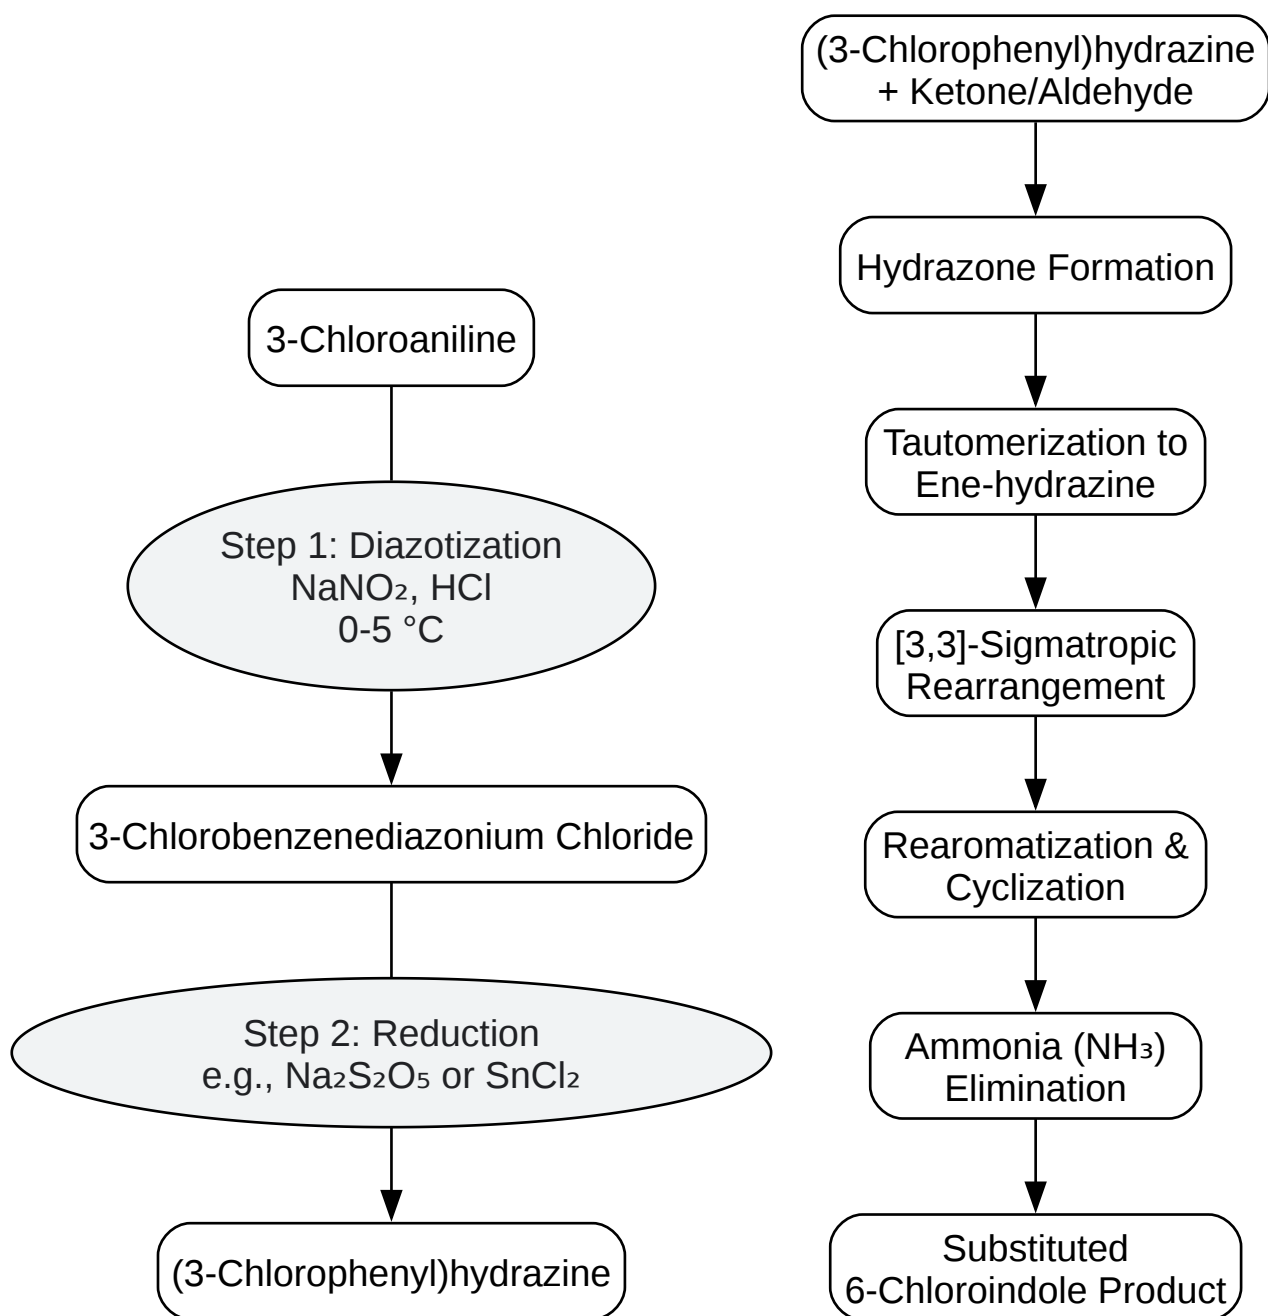 3-Chloroaniline
Step 1: Diazotization
NaNO₂, HCl
0-5 °C
3-Chlorobenzenediazonium Chloride
Step 2: Reduction
e.g., Na₂S₂O₅ or SnCl₂
(3-Chlorophenyl)hydrazine
(3-Chlorophenyl)hydrazine
+ Ketone/Aldehyde
Hydrazone Formation
Tautomerization to
Ene-hydrazine
[3,3]-Sigmatropic
Rearrangement
Rearomatization &
Cyclization
Ammonia (NH₃)
Elimination
Substituted
6-Chloroindole Product